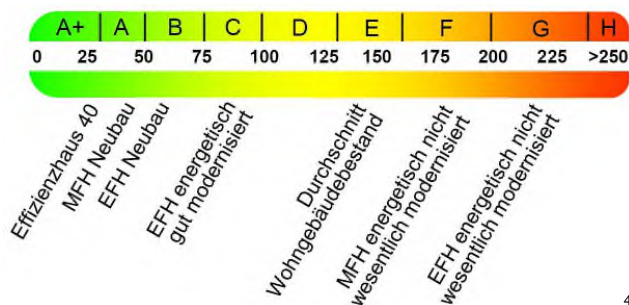 A+ A B C D E F G H
0 25 50 75 100 125 150 175 200 225 >250
Effizienzhaus 40
MFH Neubau
EFH Neubau
EFH energetisch
gut modernisiert
Durchschnitt
Wohngebäudebestand
MFH energetisch nicht
wesentlich modernisiert
EFH energetisch nicht
wesentlich modernisiert
4